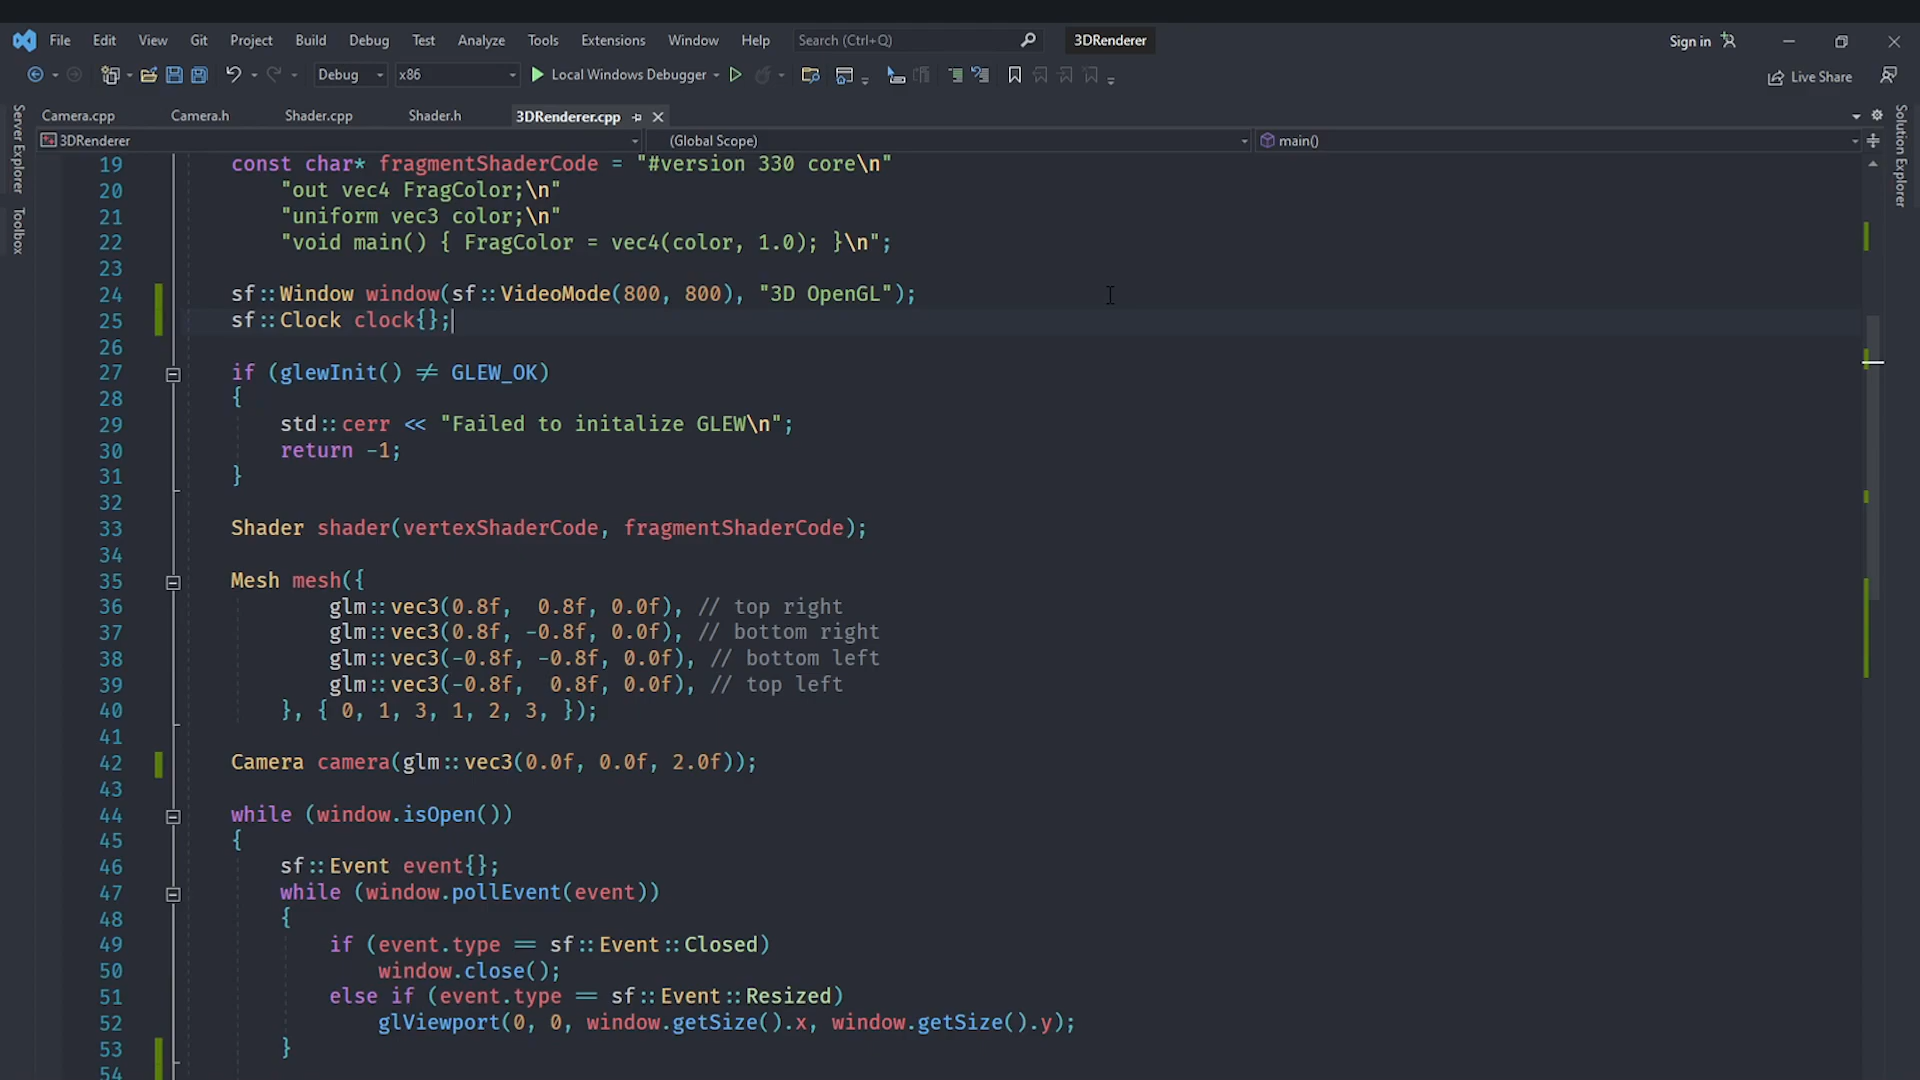 File Edit View Git Project Build Debug Test Analyze Tools Extensions Window Help Search (Ctrl+Q) 3DRenderer Sign in
Debug x86 Local Windows Debugger Live Share
Camera.cpp Camera.h Shader.cpp Shader.h 3DRenderer.cpp
3DRenderer (Global Scope) main()
Server Explorer
Toolbox
Solution Explorer
19 const char* fragmentShaderCode = "#version 330 core\n"
20 "out vec4 FragColor;\n"
21 "uniform vec3 color;\n"
22 "void main() { FragColor = vec4(color, 1.0); }\n";
23
24 sf::Window window(sf::VideoMode(800, 800), "3D OpenGL");
25 sf::Clock clock{};
26
27 if (glewInit() != GLEW_OK)
28 {
29 std::cerr << "Failed to initalize GLEW\n";
30 return -1;
31 }
32
33 Shader shader(vertexShaderCode, fragmentShaderCode);
34
35 Mesh mesh({
36 glm::vec3(0.8f, 0.8f, 0.0f), // top right
37 glm::vec3(0.8f, -0.8f, 0.0f), // bottom right
38 glm::vec3(-0.8f, -0.8f, 0.0f), // bottom left
39 glm::vec3(-0.8f, 0.8f, 0.0f), // top left
40 }, { 0, 1, 3, 1, 2, 3, });
41
42 Camera camera(glm::vec3(0.0f, 0.0f, 2.0f));
43
44 while (window.isOpen())
45 {
46 sf::Event event{};
47 while (window.pollEvent(event))
48 {
49 if (event.type == sf::Event::Closed)
50 window.close();
51 else if (event.type == sf::Event::Resized)
52 glViewport(0, 0, window.getSize().x, window.getSize().y);
53 }
54